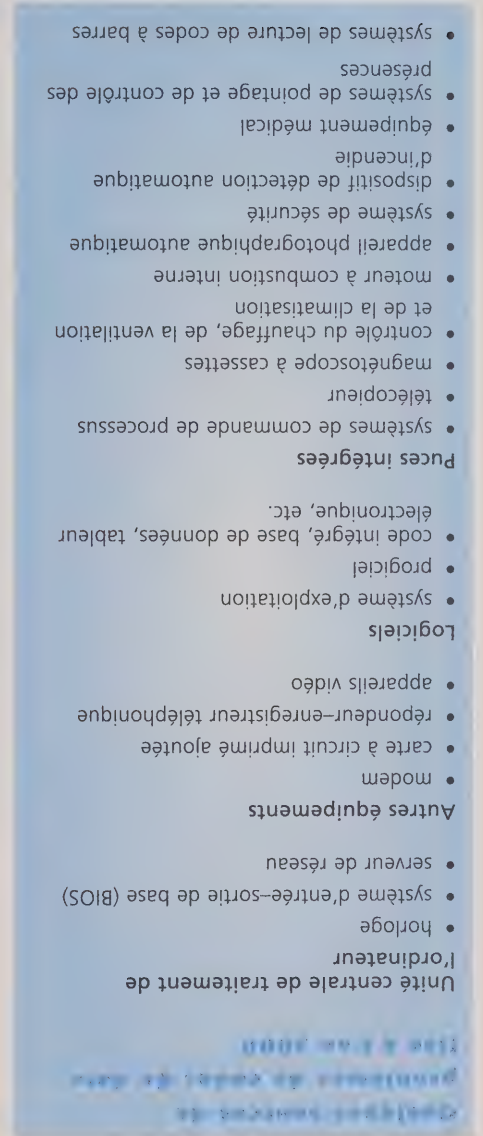 Unité centrale de traitement de
l'ordinateur
• horloge
• système d'entrée–sortie de base (BIOS)
• serveur de réseau
Autres équipements
• modem
• carte à circuit imprimé ajoutée
• répondeur–enregistreur téléphonique
• appareils vidéo
Logiciels
• système d'exploitation
• progiciel
• code intégré, base de données, tableur
électronique, etc.
Puces intégrées
• systèmes de commande de processus
• télécopieur
• magnétoscope à cassettes
• contrôle du chauffage, de la ventilation
et de la climatisation
• moteur à combustion interne
• appareil photographique automatique
• système de sécurité
• dispositif de détection automatique
d'incendie
• équipement médical
• systèmes de pointage et de contrôle des
présences
• systèmes de lecture de codes à barres